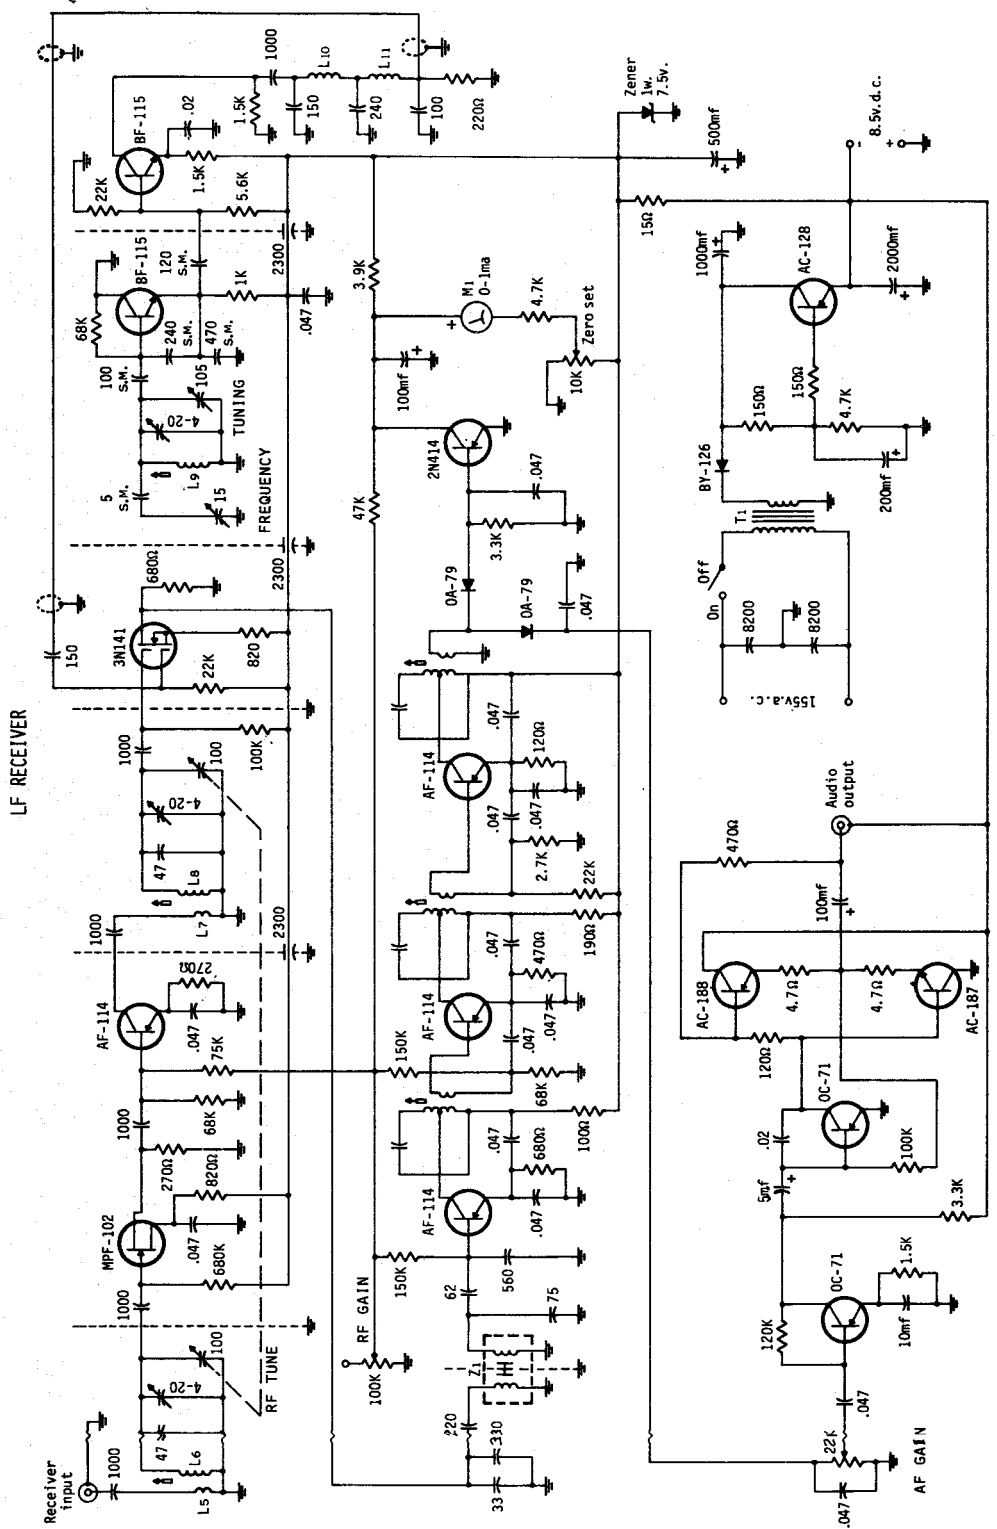 LF RECEIVER
Receiver input
1000
L5
L6
47
4-20
100
RF TUNE
1000
680K
MPF-102
.047
820Ω
270Ω
1000
68K
75K
AF-114
.047
270Ω
1000
2300
L7
L8
47
4-20
100
1000
100K
22K
3N141
820
150
680Ω
2300
FREQUENCY
TUNING
5
S.M.
15
L9
4-20
105
100
S.M.
68K
BF-115
240
S.M.
470
S.M.
1K
.047
120
S.M.
2300
22K
5.6K
BF-115
1.5K
.02
1.5K
1000
150
L10
240
L11
100
220Ω
33
330
220
Z1
75
62
560
150K
RF GAIN
100K
AF-114
.047
680Ω
.047
100Ω
68K
150K
AF-114
.047
.047
470Ω
.047
190Ω
22K
2.7K
AF-114
.047
.047
120Ω
.047
OA-79
OA-79
.047
3.3K
.047
2N414
47K
100mf
+
3.9K
M1
0-1ma
+
4.7K
Zero set
10K
Zener
1w.
7.5v.
500mf
+
15Ω
8.5v.d.c.
-
+
AF GAIN
22K
.047
.047
120K
OC-71
10mf
1.5K
3.3K
5mf
+
.02
OC-71
100K
120Ω
AC-188
4.7Ω
4.7Ω
AC-187
100mf
+
470Ω
Audio output
155v.a.c.
8200
8200
On
Off
T1
BY-126
150Ω
150Ω
4.7K
200mf
+
1000mf
+
AC-128
2000mf
+